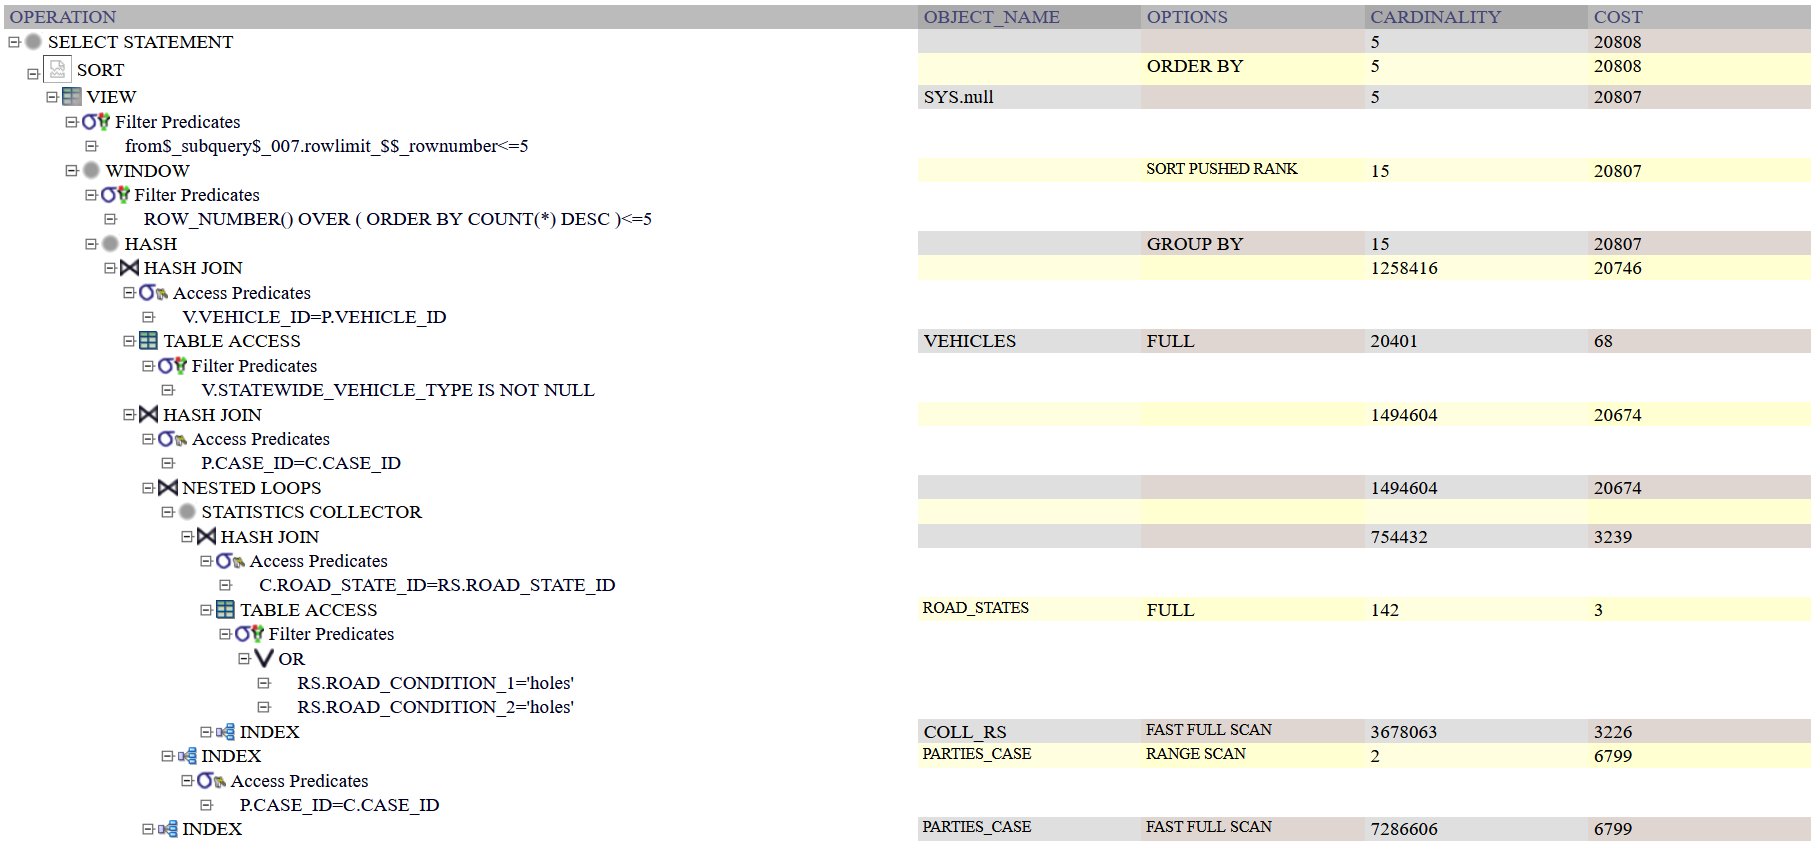 OPERATION OBJECT_NAME OPTIONS CARDINALITY COST
SELECT STATEMENT 5 20808
SORT ORDER BY 5 20808
VIEW SYS.null 5 20807
Filter Predicates
from$_subquery$_007.rowlimit_$$_rownumber<=5
WINDOW SORT PUSHED RANK 15 20807
Filter Predicates
ROW_NUMBER() OVER ( ORDER BY COUNT(*) DESC )<=5
HASH GROUP BY 15 20807
HASH JOIN 1258416 20746
Access Predicates
V.VEHICLE_ID=P.VEHICLE_ID
TABLE ACCESS VEHICLES FULL 20401 68
Filter Predicates
V.STATEWIDE_VEHICLE_TYPE IS NOT NULL
HASH JOIN 1494604 20674
Access Predicates
P.CASE_ID=C.CASE_ID
NESTED LOOPS 1494604 20674
STATISTICS COLLECTOR
HASH JOIN 754432 3239
Access Predicates
C.ROAD_STATE_ID=RS.ROAD_STATE_ID
TABLE ACCESS ROAD_STATES FULL 142 3
Filter Predicates
OR
RS.ROAD_CONDITION_1='holes'
RS.ROAD_CONDITION_2='holes'
INDEX COLL_RS FAST FULL SCAN 3678063 3226
INDEX PARTIES_CASE RANGE SCAN 2 6799
Access Predicates
P.CASE_ID=C.CASE_ID
INDEX PARTIES_CASE FAST FULL SCAN 7286606 6799